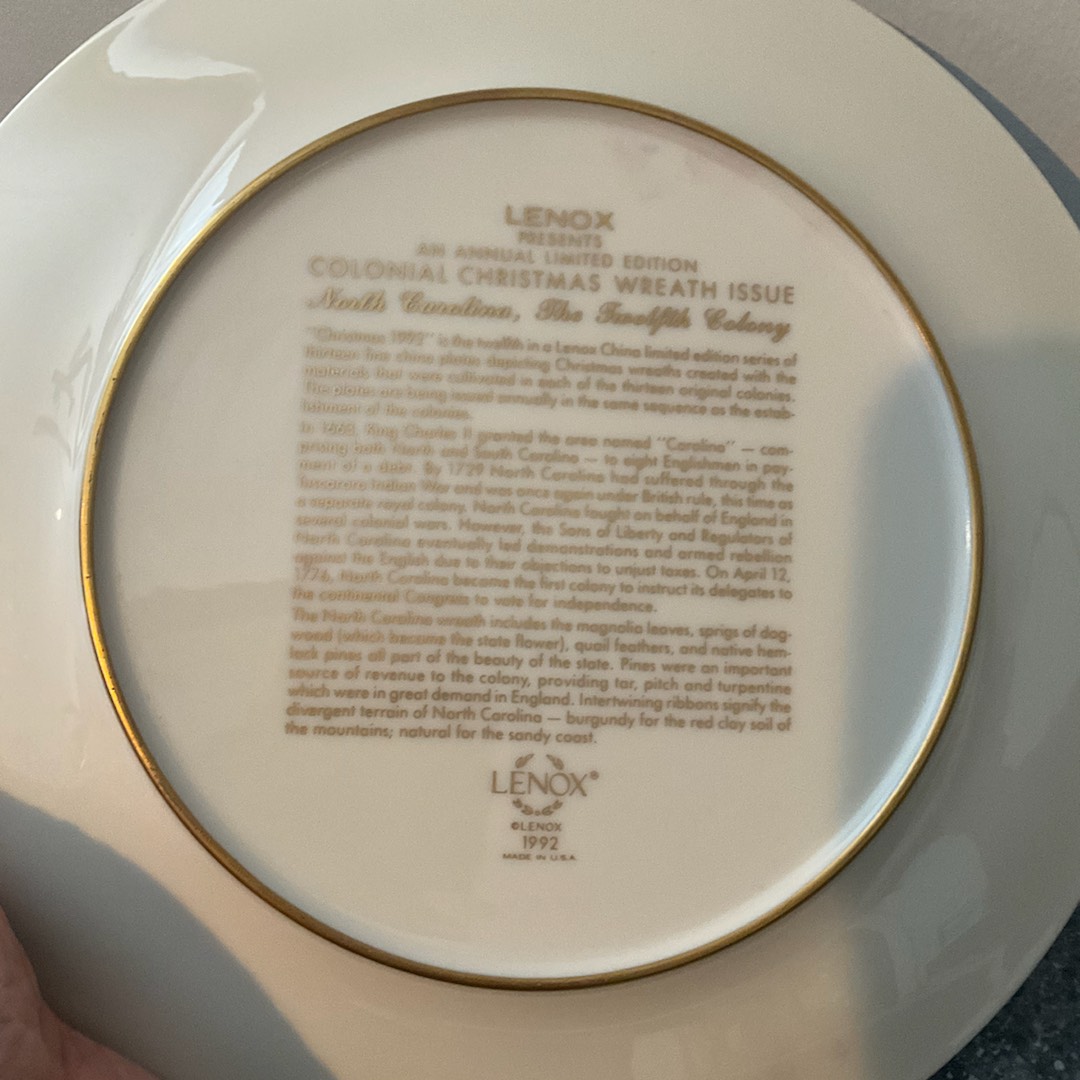 LENOX
PRESENTS
AN ANNUAL LIMITED EDITION
COLONIAL CHRISTMAS WREATH ISSUE
North Carolina, The Twelfth Colony
"Christmas 1992" is the twelfth in a Lenox China limited edition series of
thirteen fine china plates depicting Christmas wreaths created with the
materials that were cultivated in each of the thirteen original colonies.
The plates are being issued annually in the same sequence as the estab-
lishment of the colonies.
In 1663, King Charles II granted the area named "Carolina" — com-
prising both North and South Carolina — to eight Englishmen in pay-
ment of a debt. By 1729 North Carolina had suffered through the
Tuscarora Indian War and was once again under British rule, this time as
a separate royal colony. North Carolina fought on behalf of England in
several colonial wars. However, the Sons of Liberty and Regulators of
North Carolina eventually led demonstrations and armed rebellion
against the English due to their objections to unjust taxes. On April 12,
1776, North Carolina became the first colony to instruct its delegates to
the continental Congress to vote for independence.
The North Carolina wreath includes the magnolia leaves, sprigs of dog-
wood (which became the state flower), quail feathers, and native hem-
lock pines all part of the beauty of the state. Pines were an important
source of revenue to the colony, providing tar, pitch and turpentine
which were in great demand in England. Intertwining ribbons signify the
divergent terrain of North Carolina — burgundy for the red clay soil of
the mountains; natural for the sandy coast.
LENOX®
©LENOX
1992
MADE IN U.S.A.